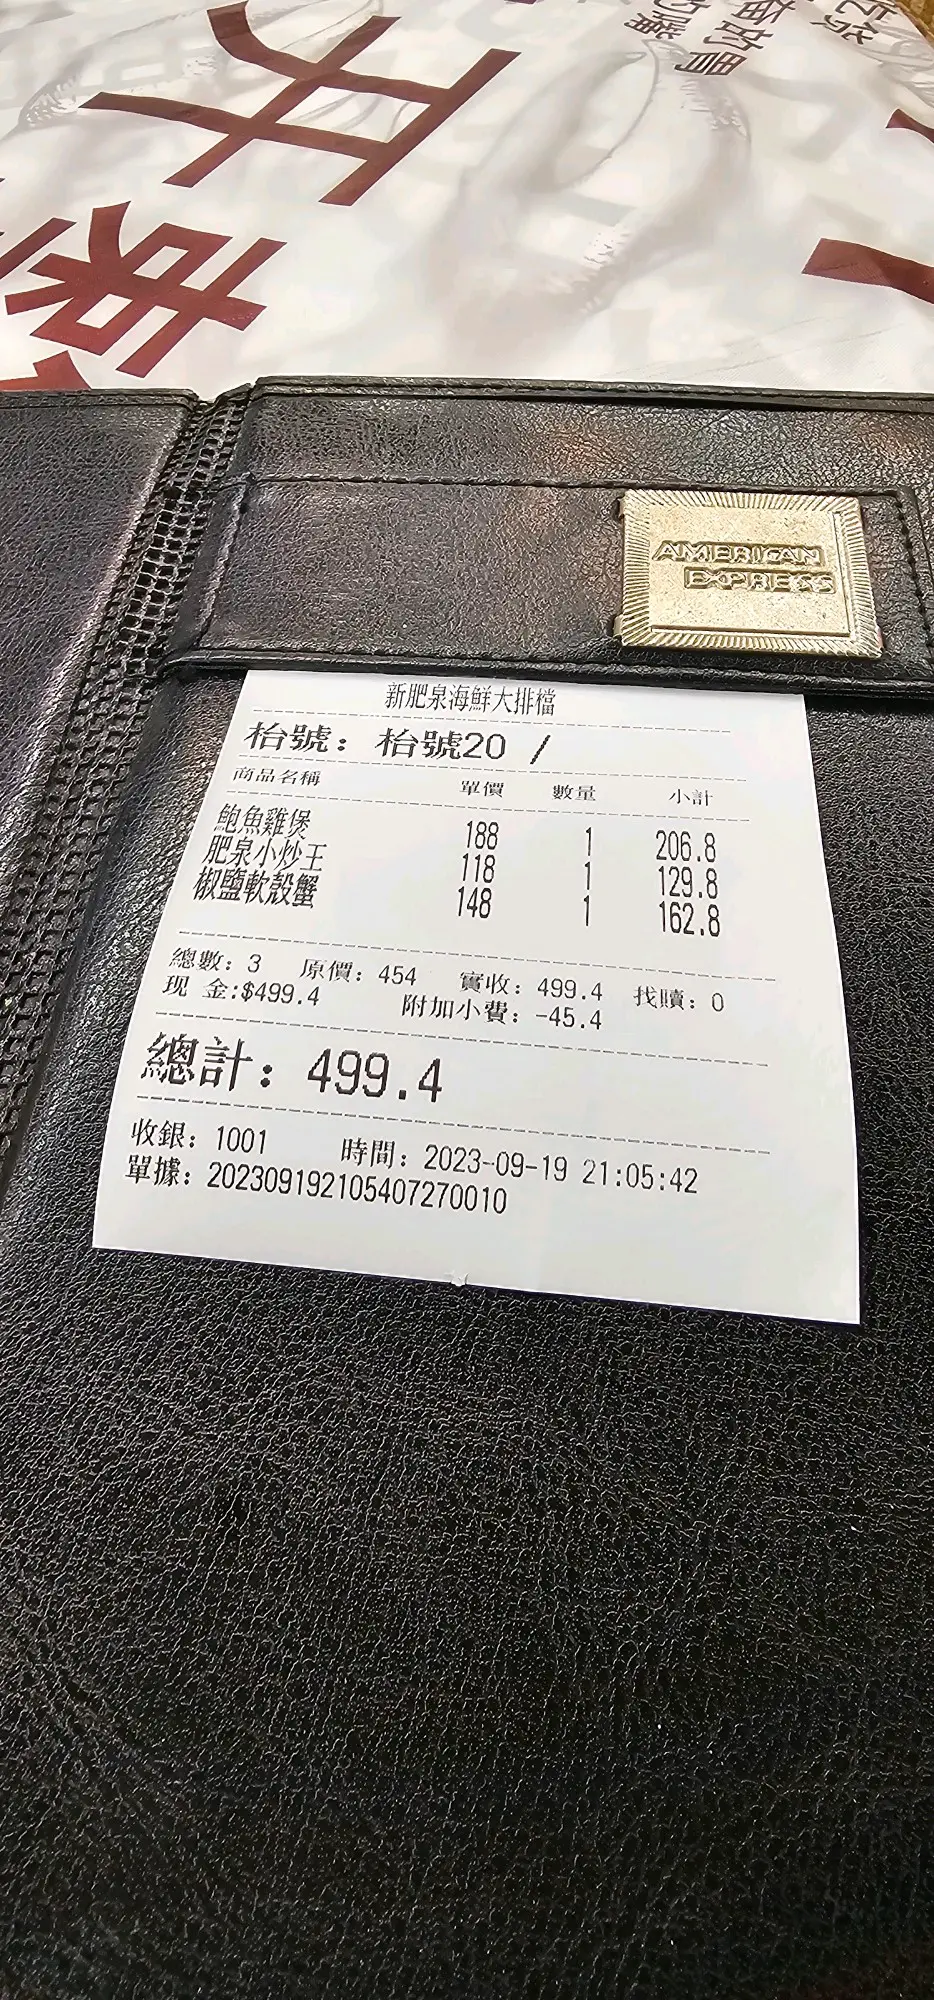 AMERICAN
EXPRESS
新肥泉海鮮大排檔
枱號：枱號20 /
商品名稱 單價 數量 小計
鮑魚雞煲 188 1 206.8
肥泉小炒王 118 1 129.8
椒鹽軟殼蟹 148 1 162.8
總數：3 原價：454 實收：499.4 找贖：0
现 金:$499.4 附加小費：-45.4
總計：499.4
收銀：1001 時間：2023-09-19 21:05:42
單據：202309192105407270010